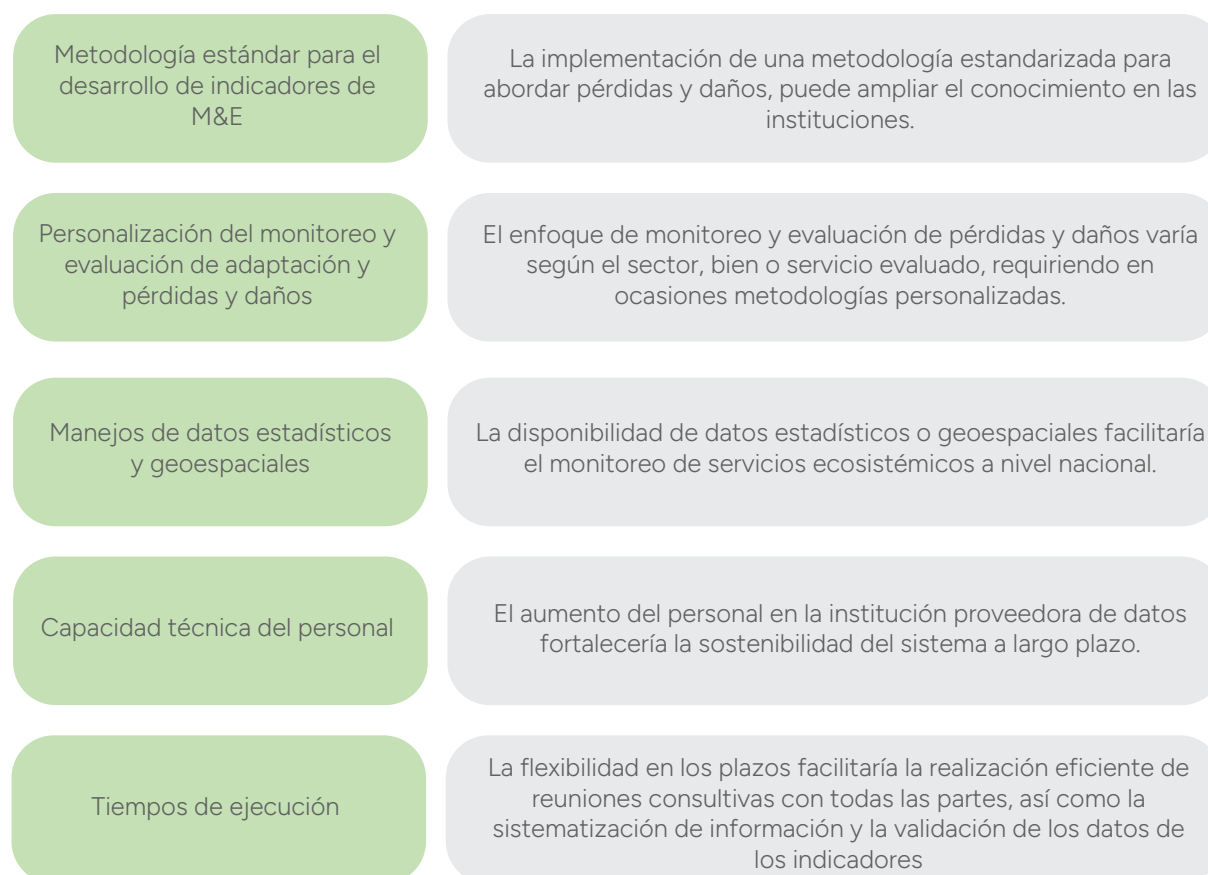 Metodología estándar para el
desarrollo de indicadores de
M&E
La implementación de una metodología estandarizada para
abordar pérdidas y daños, puede ampliar el conocimiento en las
instituciones.
Personalización del monitoreo y
evaluación de adaptación y
pérdidas y daños
El enfoque de monitoreo y evaluación de pérdidas y daños varía
según el sector, bien o servicio evaluado, requiriendo en
ocasiones metodologías personalizadas.
Manejos de datos estadísticos
y geoespaciales
La disponibilidad de datos estadísticos o geoespaciales facilitaría
el monitoreo de servicios ecosistémicos a nivel nacional.
Capacidad técnica del personal
El aumento del personal en la institución proveedora de datos
fortalecería la sostenibilidad del sistema a largo plazo.
Tiempos de ejecución
La flexibilidad en los plazos facilitaría la realización eficiente de
reuniones consultivas con todas las partes, así como la
sistematización de información y la validación de los datos de
los indicadores